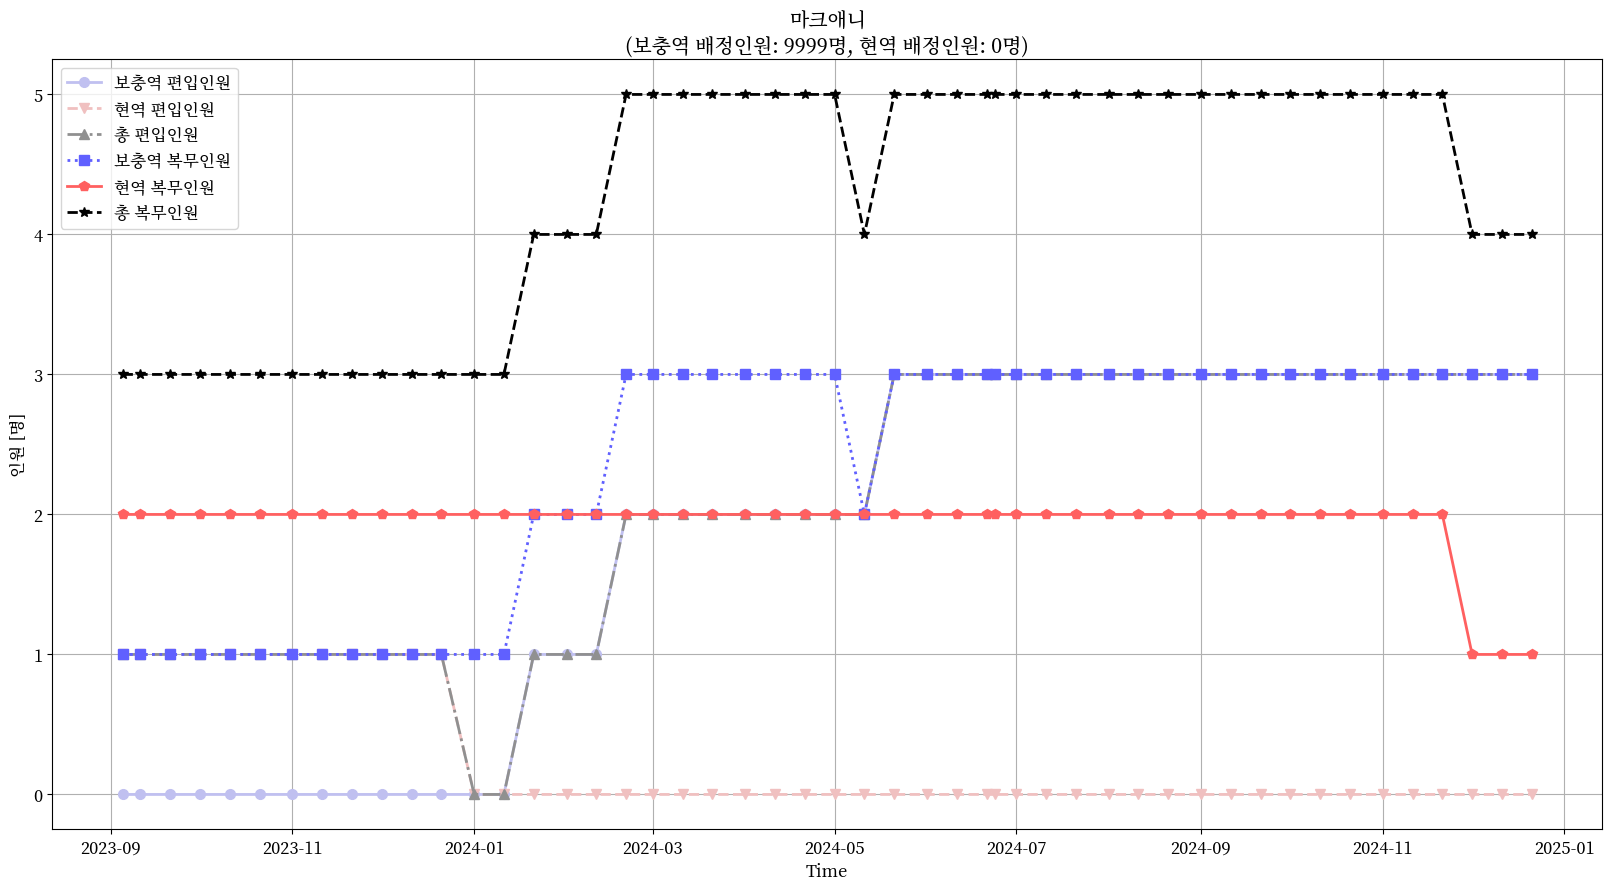 마크애니
(보충역 배정인원: 9999명, 현역 배정인원: 0명)
보충역 편입인원
현역 편입인원
총 편입인원
보충역 복무인원
현역 복무인원
총 복무인원
인원 [명]
5
4
3
2
1
0
2023-09
2023-11
2024-01
2024-03
2024-05
2024-07
2024-09
2024-11
2025-01
Time